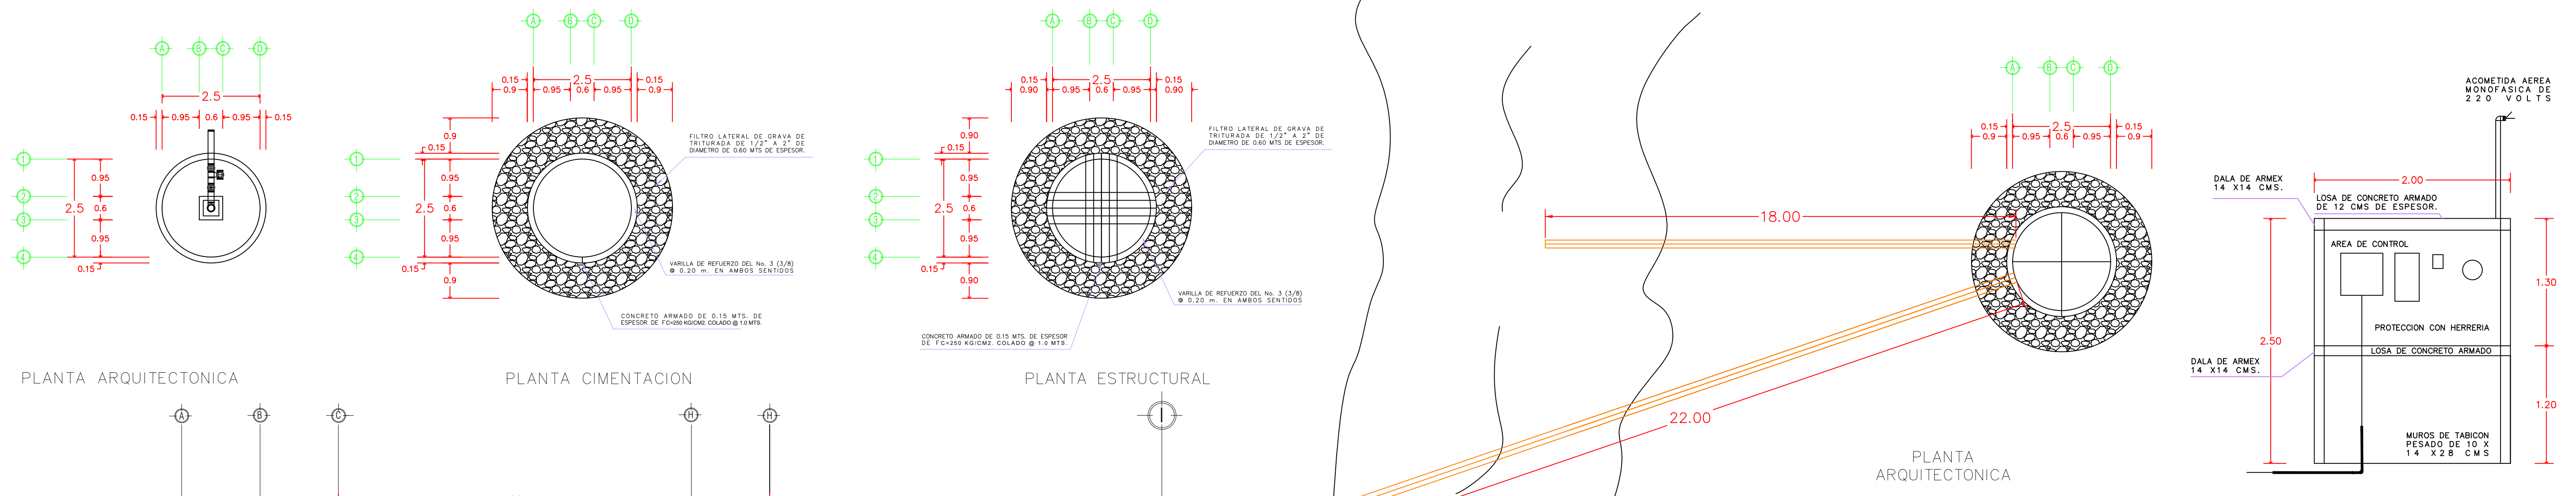 A B C D
2.5
0.15 0.95 0.6 0.95 0.15
1
2
3
4
0.95
2.5 0.6
0.95
0.15
PLANTA ARQUITECTONICA
A B C D
0.15 2.5 0.15
0.9 0.95 0.6 0.95 0.9
1
2
3
4
0.9
0.15
0.95
2.5 0.6
0.95
0.15
0.9
FILTRO LATERAL DE GRAVA DE
TRITURADA DE 1/2" A 2" DE
DIAMETRO DE 0.60 MTS DE ESPESOR.
VARILLA DE REFUERZO DEL No. 3 (3/8)
@ 0.20 m. EN AMBOS SENTIDOS
CONCRETO ARMADO DE 0.15 MTS. DE
ESPESOR DE F'C=250 KG/CM2. COLADO @ 1.0 MTS.
PLANTA CIMENTACION
A B C D
0.15 2.5 0.15
0.90 0.95 0.6 0.95 0.90
1
2
3
4
0.90
0.15
0.95
2.5 0.6
0.95
0.15
0.90
FILTRO LATERAL DE GRAVA DE
TRITURADA DE 1/2" A 2" DE
DIAMETRO DE 0.60 MTS DE ESPESOR.
VARILLA DE REFUERZO DEL No. 3 (3/8)
@ 0.20 m. EN AMBOS SENTIDOS
CONCRETO ARMADO DE 0.15 MTS. DE ESPESOR
DE F'C=250 KG/CM2. COLADO @ 1.0 MTS.
PLANTA ESTRUCTURAL
A B C D
0.15 2.5 0.15
0.9 0.95 0.6 0.95 0.9
18.00
22.00
PLANTA
ARQUITECTONICA
ACOMETIDA AEREA
MONOFASICA DE
220 VOLTS
DALA DE ARMEX
14 X14 CMS.
2.00
LOSA DE CONCRETO ARMADO
DE 12 CMS DE ESPESOR.
AREA DE CONTROL
1.30
PROTECCION CON HERRERIA
2.50
LOSA DE CONCRETO ARMADO
DALA DE ARMEX
14 X14 CMS.
1.20
MUROS DE TABICON
PESADO DE 10 X
14 X28 CMS
A B C H H I